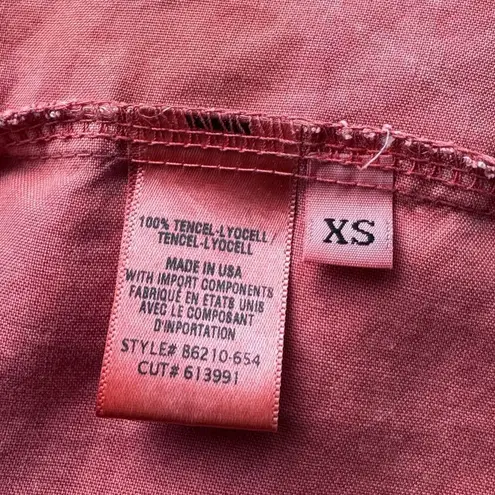 100% TENCEL-LYOCELL/
TENCEL-LYOCELL
MADE IN USA
WITH IMPORT COMPONENTS
FABRIQUÉ EN ETATS UNIS
AVEC LE COMPOSANT
D'INPORTATION
STYLE# B6210-654
CUT# 613991
XS